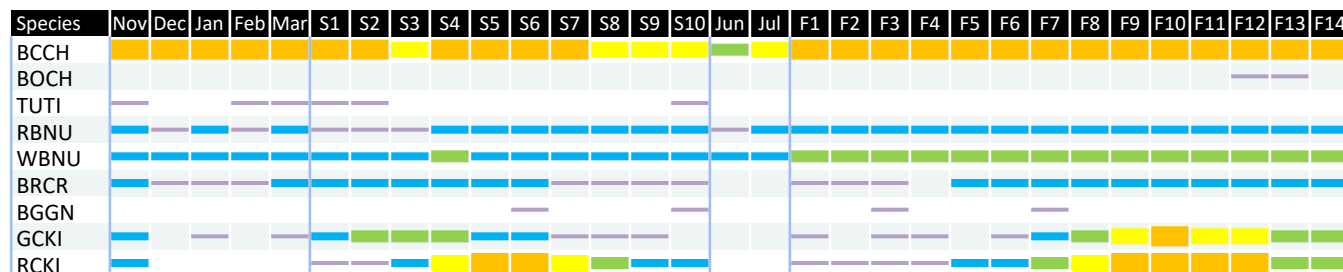 Species Nov Dec Jan Feb Mar S1 S2 S3 S4 S5 S6 S7 S8 S9 S10 Jun Jul F1 F2 F3 F4 F5 F6 F7 F8 F9 F10 F11 F12 F13 F14
BCCH
BOCH
TUTI
RBNU
WBNU
BRCR
BGGN
GCKI
RCKI